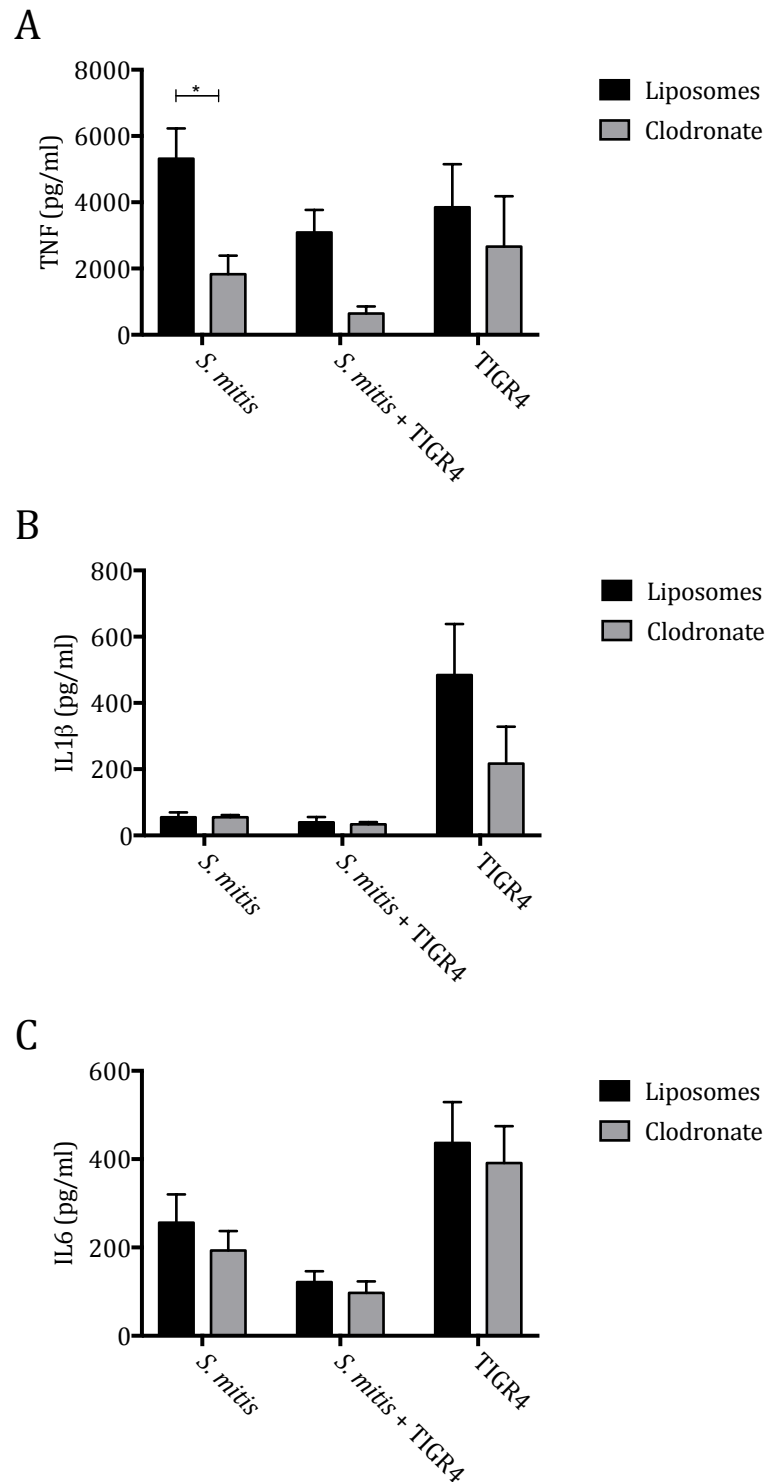 A
TNF (pg/ml)
8000
6000
4000
2000
0
*
Liposomes
Clodronate
S. mitis
S. mitis + TIGR4
TIGR4
B
IL1β (pg/ml)
800
600
400
200
0
Liposomes
Clodronate
S. mitis
S. mitis + TIGR4
TIGR4
C
IL6 (pg/ml)
600
400
200
0
Liposomes
Clodronate
S. mitis
S. mitis + TIGR4
TIGR4